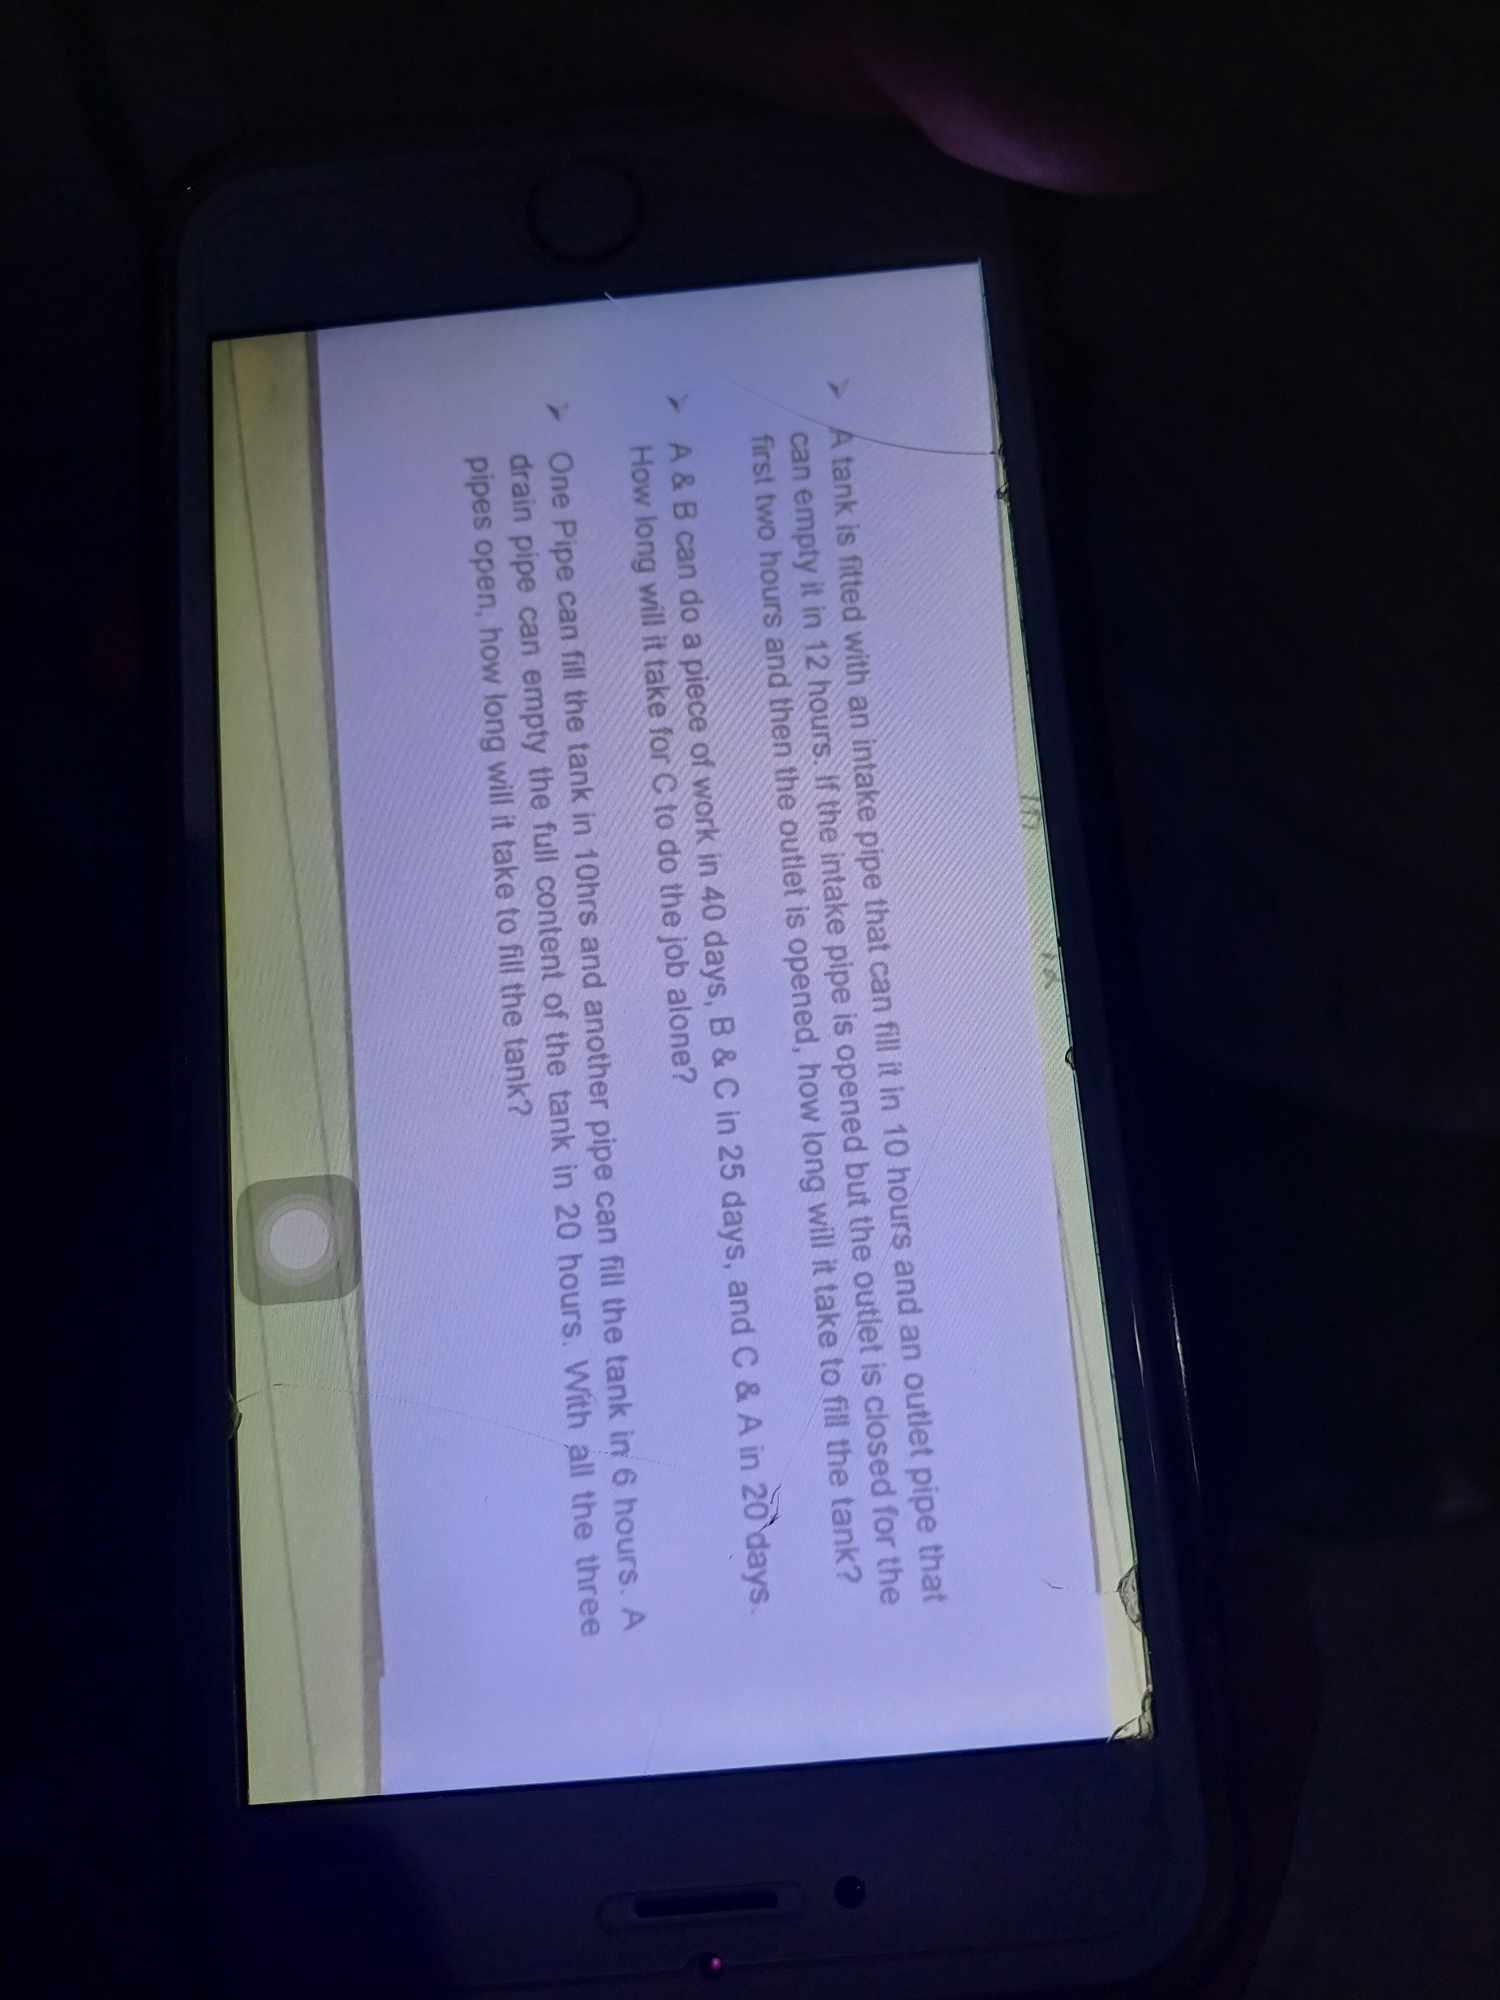 ➢ A tank is fitted with an intake pipe that can fill it in 10 hours and an outlet pipe that
can empty it in 12 hours. If the intake pipe is opened but the outlet is closed for the
first two hours and then the outlet is opened, how long will it take to fill the tank?
➢ A & B can do a piece of work in 40 days, B & C in 25 days, and C & A in 20 days.
How long will it take for C to do the job alone?
➢ One Pipe can fill the tank in 10hrs and another pipe can fill the tank in 6 hours. A
drain pipe can empty the full content of the tank in 20 hours. With all the three
pipes open, how long will it take to fill the tank?